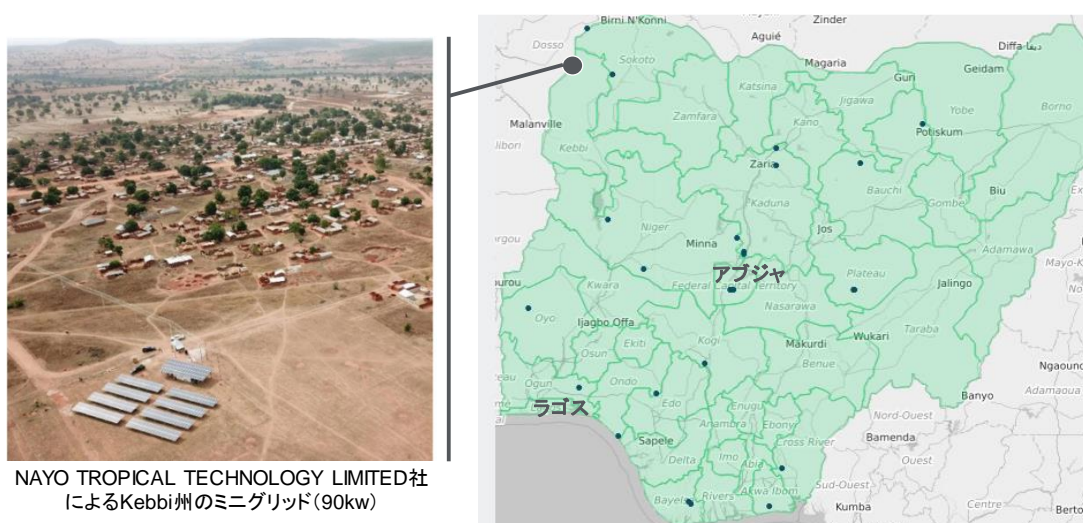 NAYO TROPICAL TECHNOLOGY LIMITED社
によるKebbi州のミニグリッド(90kw)
Birni N'Konni
Zinder
Dosso
Aguié
Diffa ديفا
Sokoto
Magaria
Geidam
Katsina
Guri
Jigawa
Yobe
Borno
Malanville
Zamfara
Kano
Potiskum
Kebbi
Zaria
Bauchi
Biu
Kaduna
Gombe
Niger
Minna
Jos
Adamawa
アブジャ
Plateau
Kwara
Federal Capital Territory
Jalingo
Nasarawa
Oyo
Ijagbo Offa
Taraba
Ekiti
Kogi
Makurdi
Wukari
Osun
Benue
Ogun
Ondo
Banyo
Adamaoua
ラゴス
Edo
Enugu
Nord-Ouest
Anambra
Ebonyi
Sapele
Cross River
Bamenda
Delta
Imo
Abia
Ouest
Sud-Ouest
Bayelsa
Rivers
Akwa Ibom
Kumba
Centre